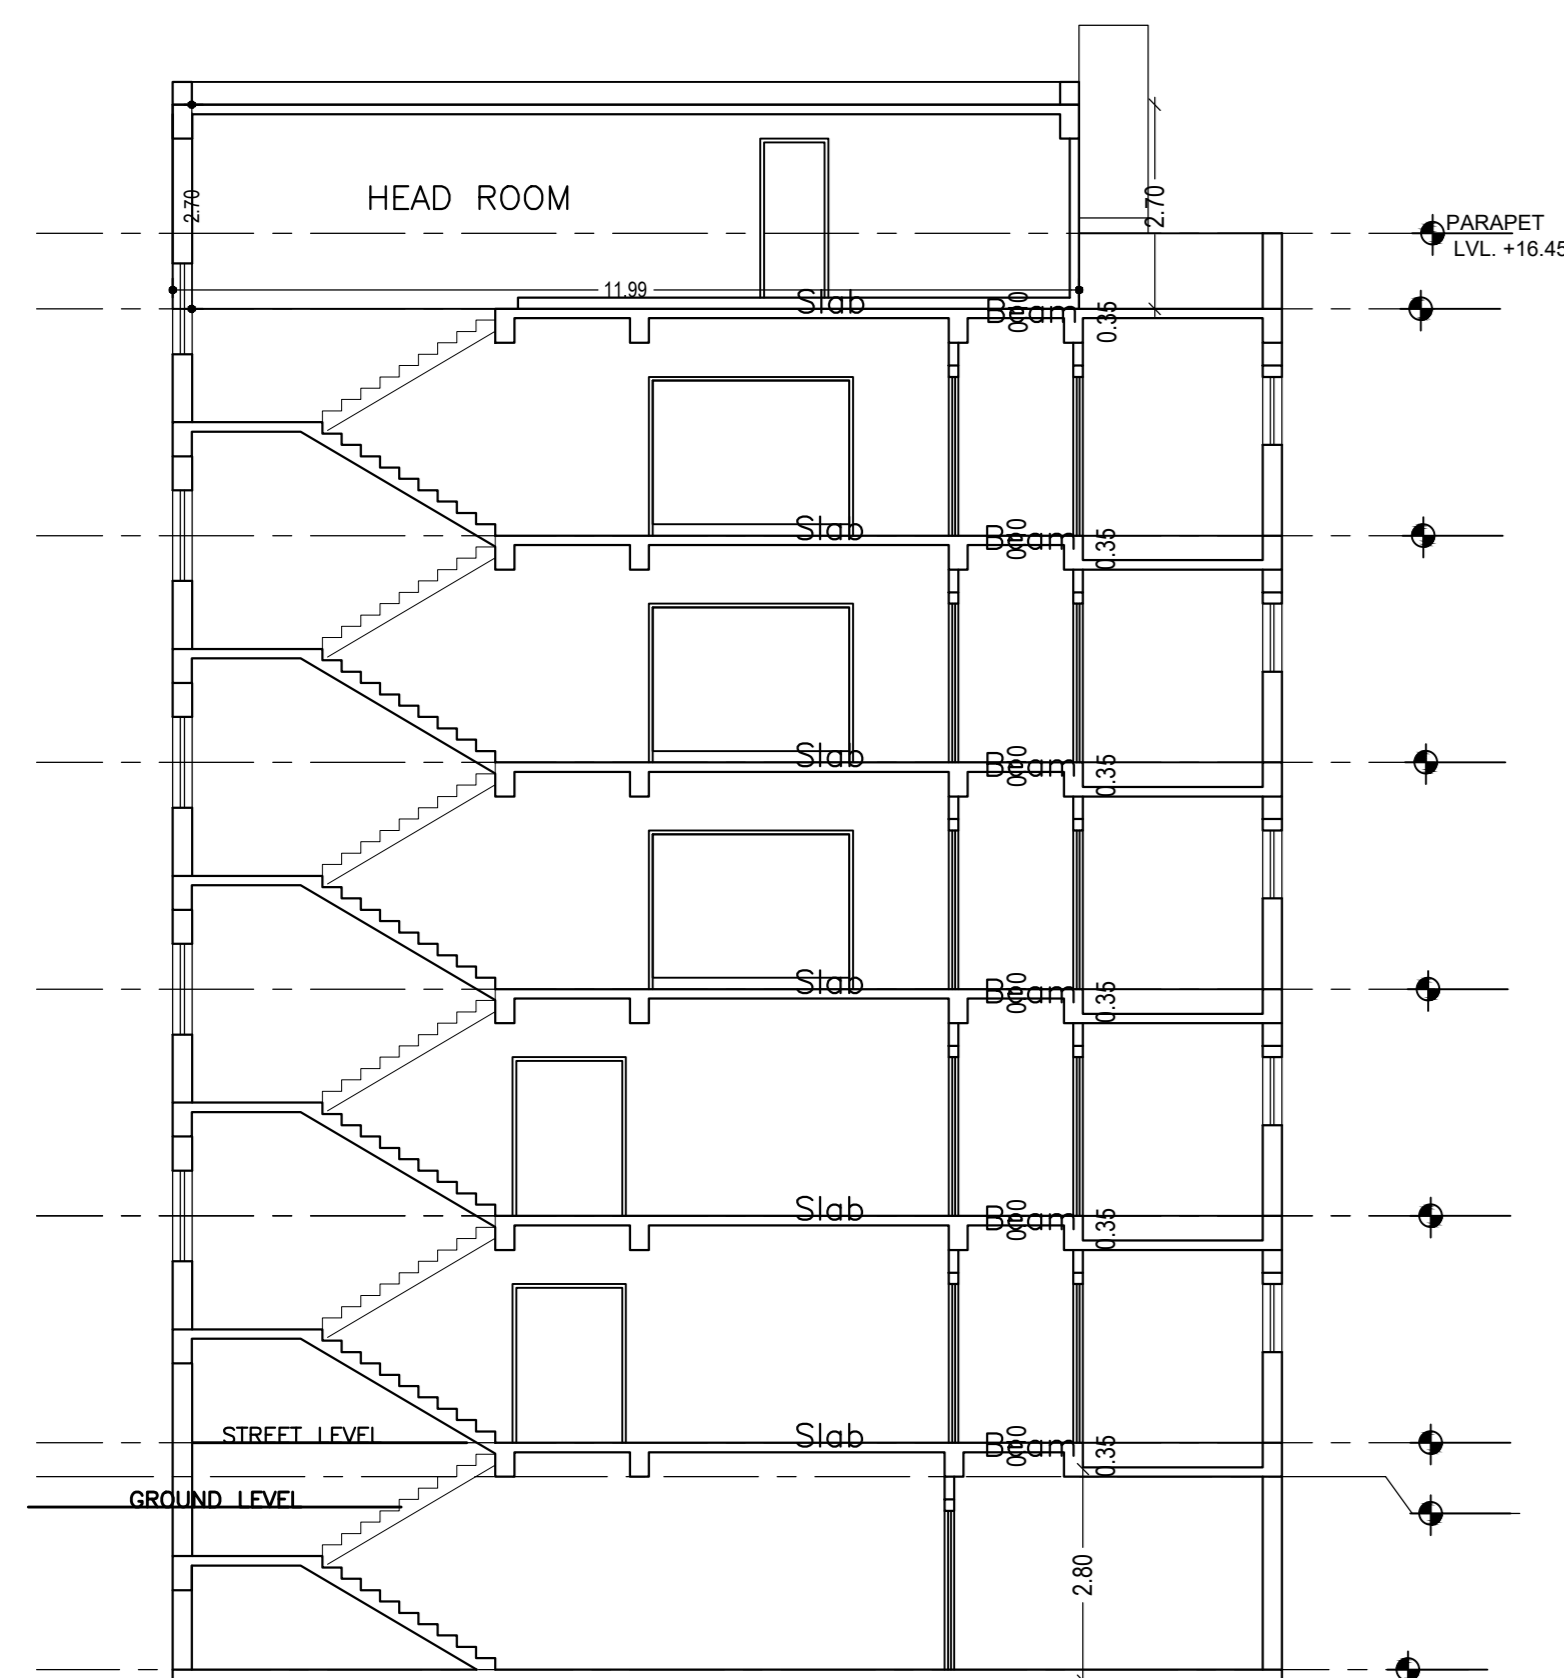 HEAD ROOM
2.70
2.70
PARAPET
LVL. +16.45
11.99
Slab
Beam
0.35
Slab
Beam
0.35
Slab
Beam
0.35
Slab
Beam
0.35
Slab
Beam
0.35
STREET LEVEL
Slab
Beam
0.35
GROUND LEVEL
2.80